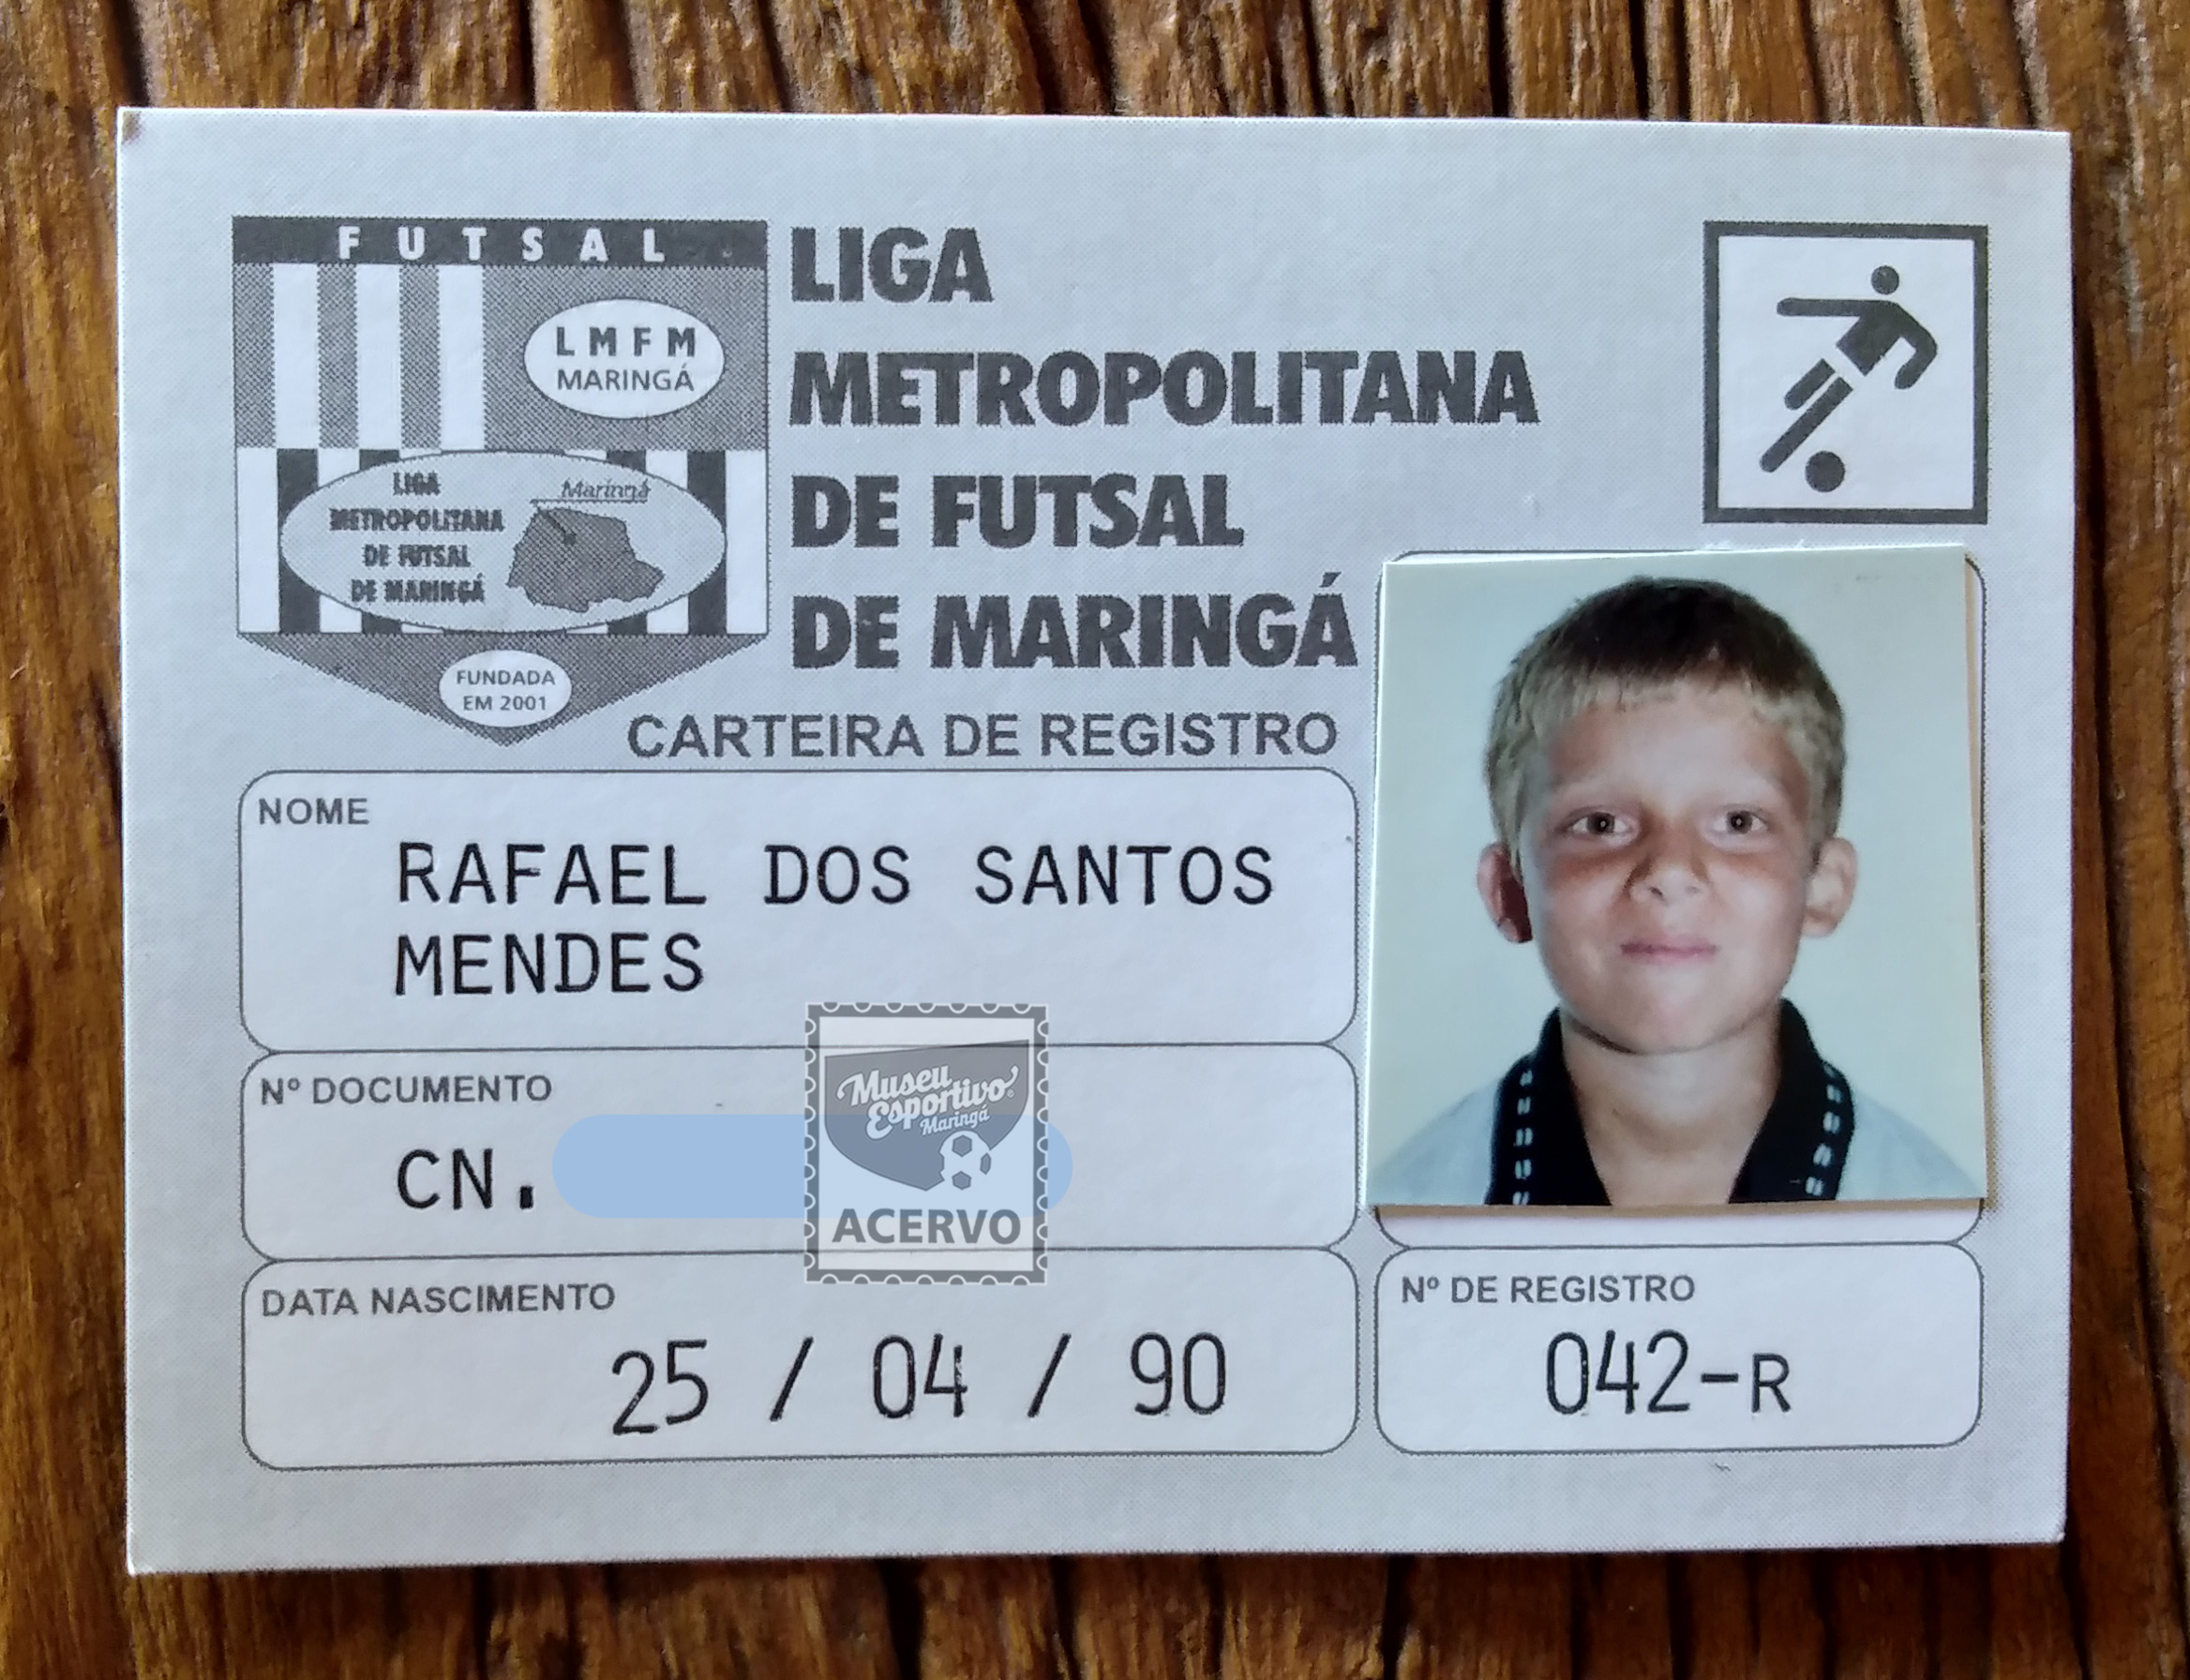 FUTSAL
LMFM
MARINGÁ
LIGA
METROPOLITANA
DE FUTSAL
DE MARINGÁ
Maringá
FUNDADA
EM 2001
LIGA
METROPOLITANA
DE FUTSAL
DE MARINGÁ
CARTEIRA DE REGISTRO
NOME
RAFAEL DOS SANTOS
MENDES
Nº DOCUMENTO
CN.
Museu
Esportivo
Maringá
ACERVO
DATA NASCIMENTO
25 / 04 / 90
Nº DE REGISTRO
042-R